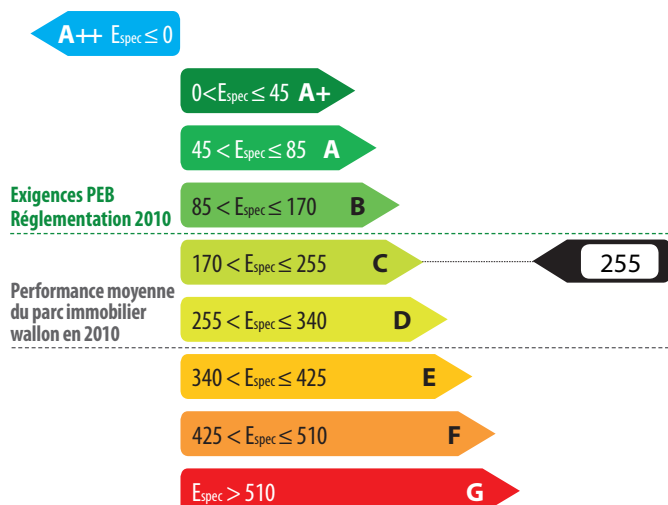 A++ Espec ≤ 0
0<Espec ≤ 45 A+
45 < Espec ≤ 85 A
Exigences PEB
Réglementation 2010
85 < Espec ≤ 170 B
170 < Espec ≤ 255 C
255
Performance moyenne
du parc immobilier
wallon en 2010
255 < Espec ≤ 340 D
340 < Espec ≤ 425 E
425 < Espec ≤ 510 F
Espec > 510 G